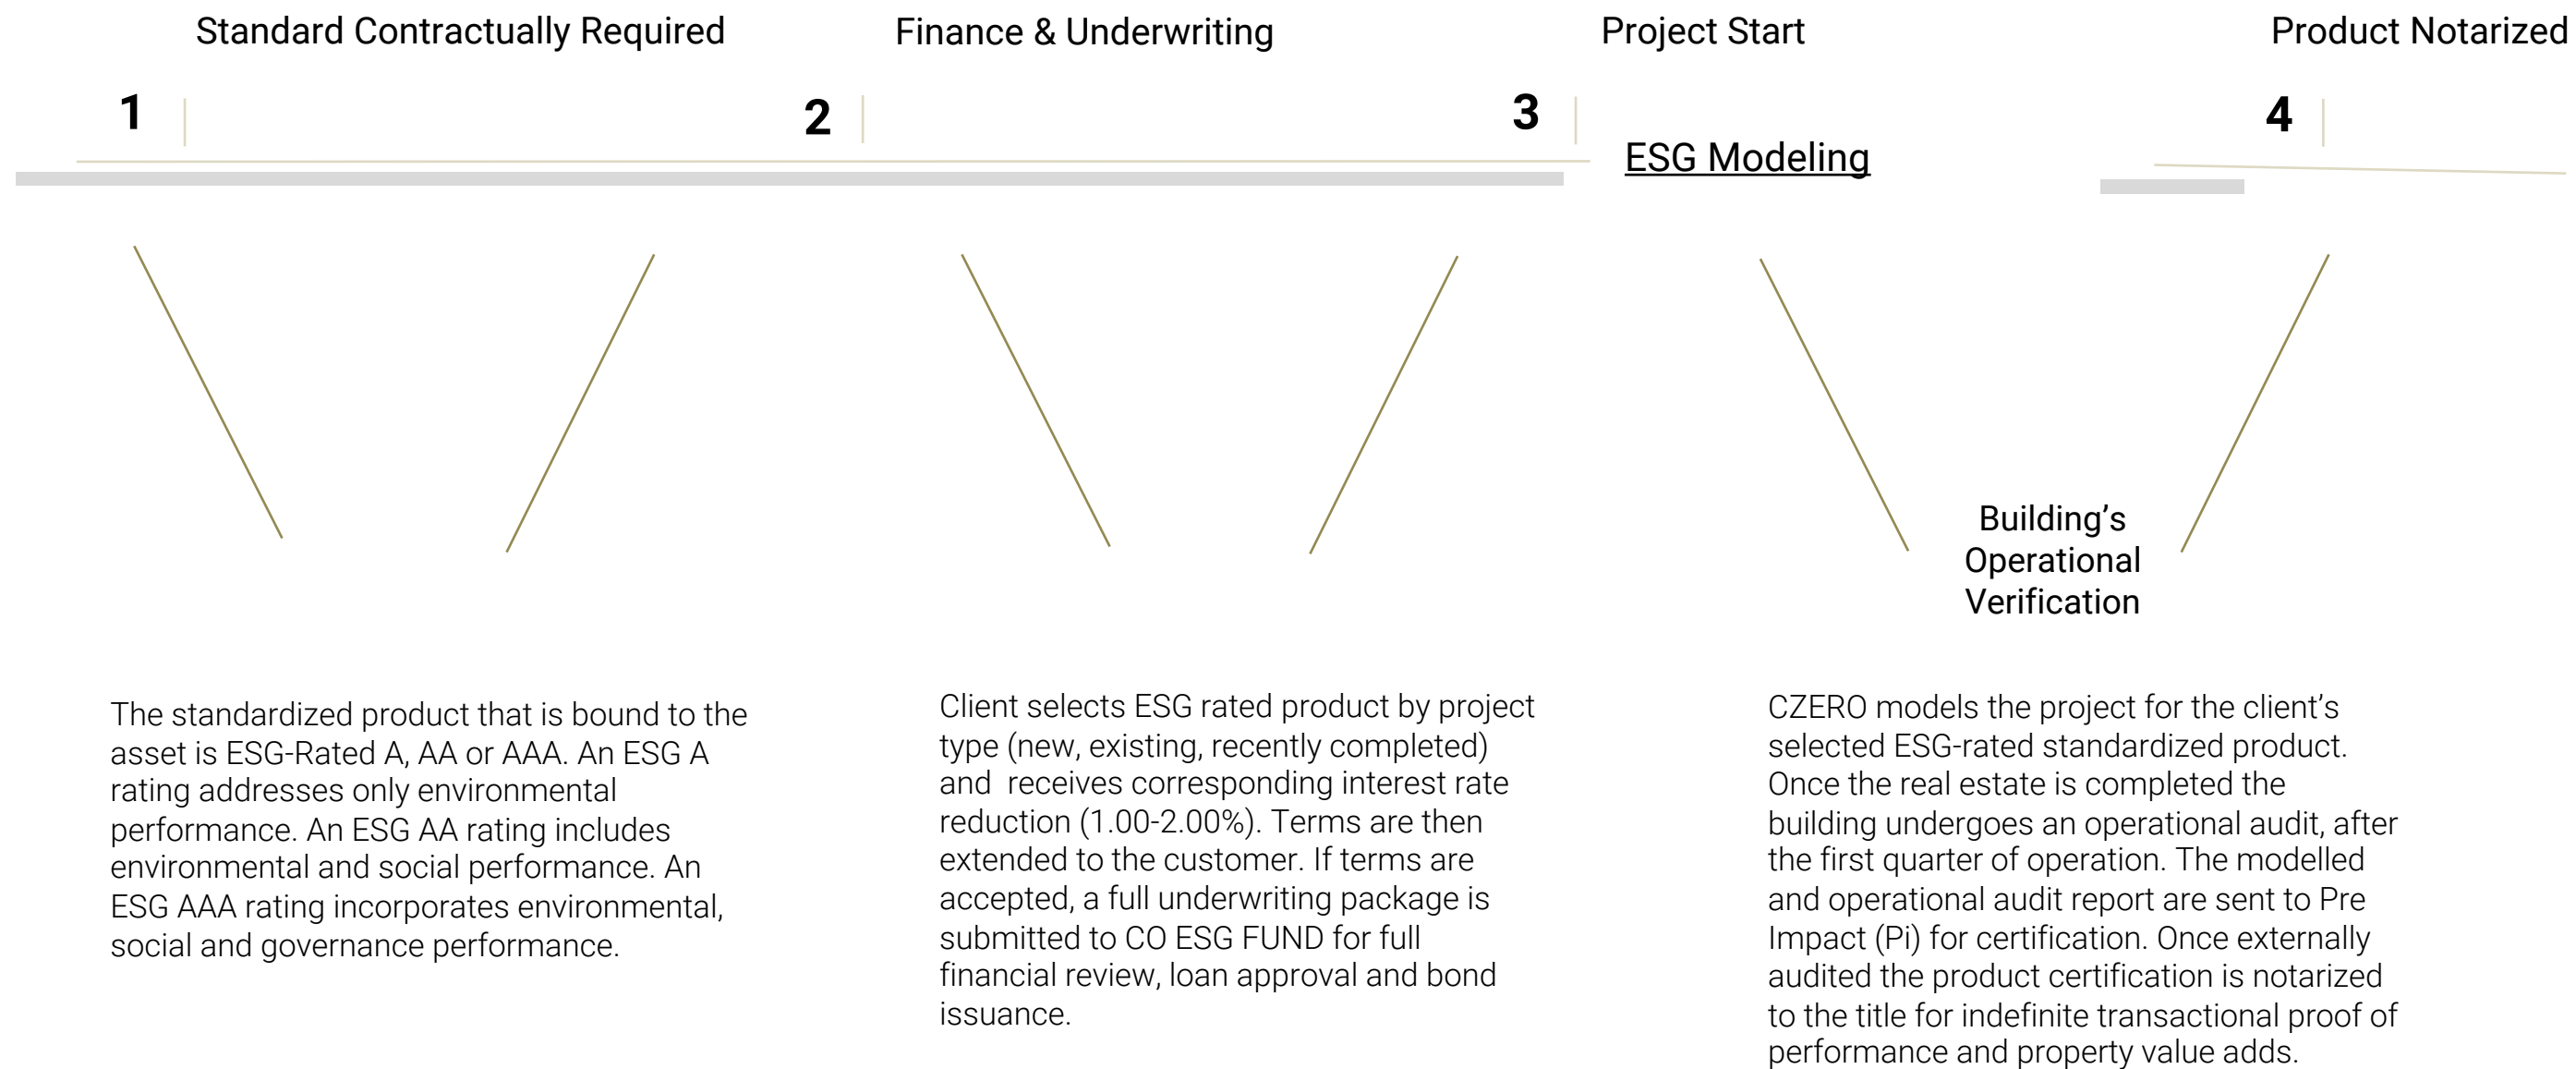 Standard Contractually Required
Finance & Underwriting
Project Start
Product Notarized
1
2
3
4
ESG Modeling
Building’s
Operational
Verification
The standardized product that is bound to the
asset is ESG-Rated A, AA or AAA. An ESG A
rating addresses only environmental
performance. An ESG AA rating includes
environmental and social performance. An
ESG AAA rating incorporates environmental,
social and governance performance.
Client selects ESG rated product by project
type (new, existing, recently completed)
and  receives corresponding interest rate
reduction (1.00-2.00%). Terms are then
extended to the customer. If terms are
accepted, a full underwriting package is
submitted to CO ESG FUND for full
financial review, loan approval and bond
issuance.
CZERO models the project for the client’s
selected ESG-rated standardized product.
Once the real estate is completed the
building undergoes an operational audit, after
the first quarter of operation. The modelled
and operational audit report are sent to Pre
Impact (Pi) for certification. Once externally
audited the product certification is notarized
to the title for indefinite transactional proof of
performance and property value adds.